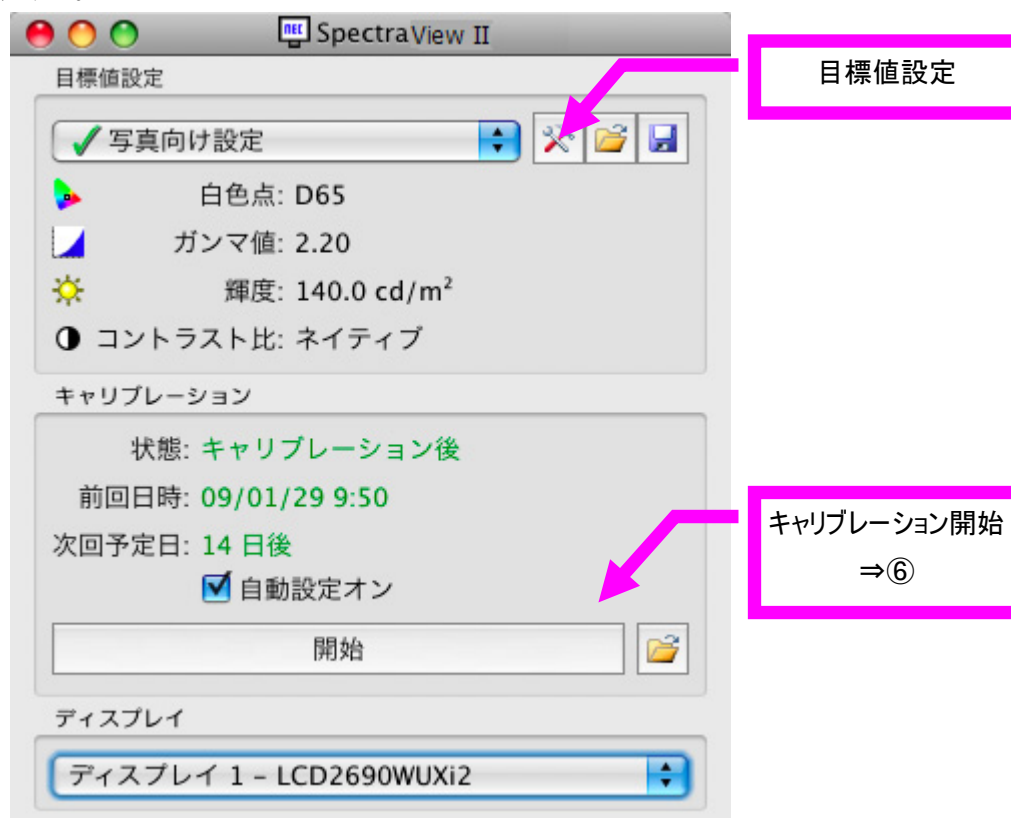 SpectraView II
目標値設定
目標値設定
写真向け設定
白色点: D65
ガンマ値: 2.20
輝度: 140.0 cd/m²
コントラスト比: ネイティブ
キャリブレーション
状態: キャリブレーション後
前回日時: 09/01/29 9:50
次回予定日: 14 日後
自動設定オン
キャリブレーション開始
⇒⑥
開始
ディスプレイ
ディスプレイ 1 – LCD2690WUXi2